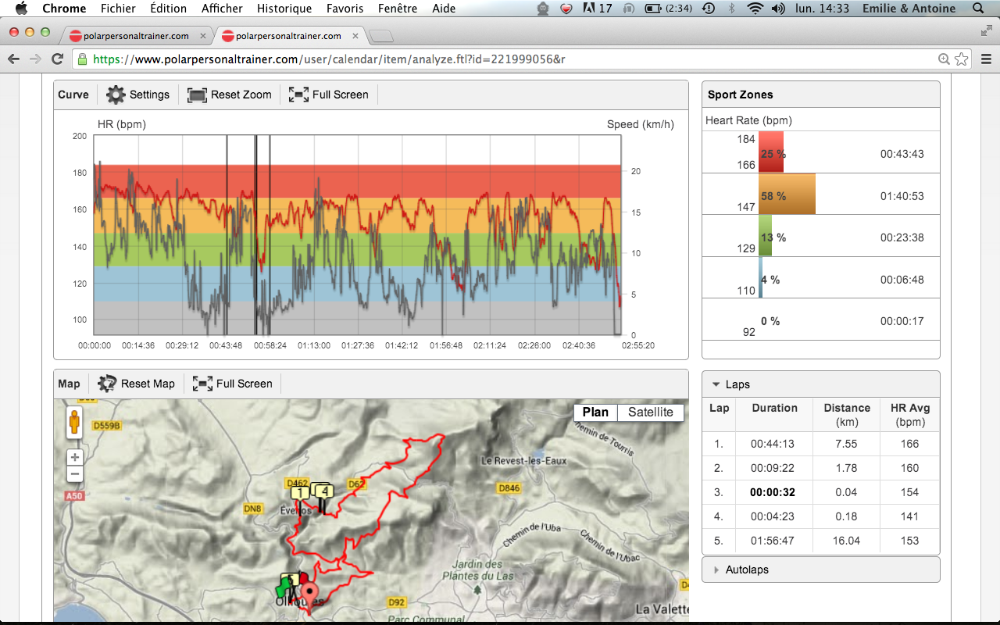 Chrome Fichier Édition Afficher Historique Favoris Fenêtre Aide 17 (2:34) lun. 14:33 Emilie & Antoine
polarpersonaltrainer.com polarpersonaltrainer.com
https://www.polarpersonaltrainer.com/user/calendar/item/analyze.ftl?id=221999056&r
Curve Settings Reset Zoom Full Screen
HR (bpm) Speed (km/h)
200
180 20
160 15
140
10
120
5
100
0
00:00:00 00:14:36 00:29:12 00:43:48 00:58:24 01:13:00 01:27:36 01:42:12 01:56:48 02:11:24 02:26:00 02:40:36 02:55:20
Sport Zones
Heart Rate (bpm)
184
25 % 00:43:43
166
58 % 01:40:53
147
13 % 00:23:38
129
4 % 00:06:48
110
0 % 00:00:17
92
Map Reset Map Full Screen
Plan Satellite
D559B
Chemin de Tourris
Le Revest-les-Eaux
D462 D62
1 4
D846
A50
DN8 Évenos
Chemin de l'Uba
Chemin de l'Ubac
Jardin des
Plantes du Las
5
Ollioules
D92
La Valette
Parc Communal
Laps
Lap Duration Distance (km) HR Avg (bpm)
1. 00:44:13 7.55 166
2. 00:09:22 1.78 160
3. 00:00:32 0.04 154
4. 00:04:23 0.18 141
5. 01:56:47 16.04 153
Autolaps